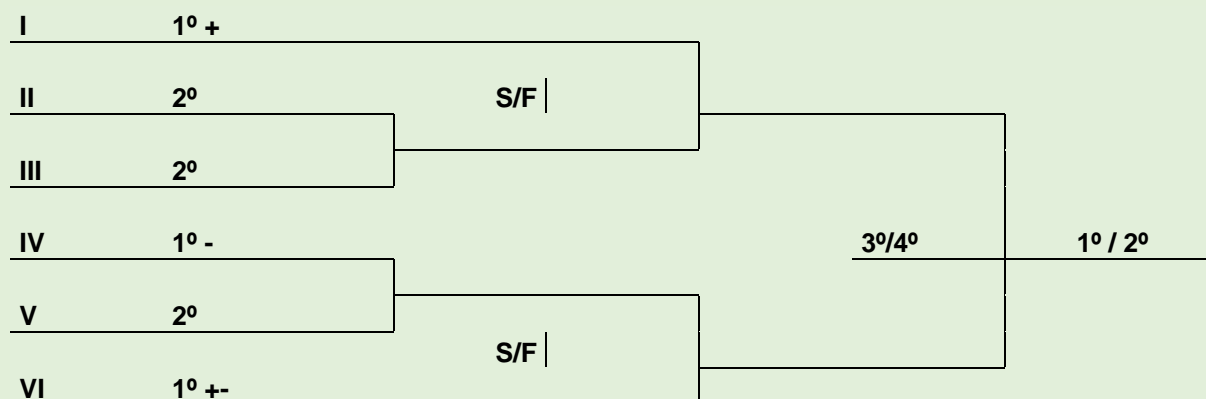 I 1º +
II 2º S/F
III 2º
IV 1º - 3º/4º 1º / 2º
V 2º
S/F
VI 1º +-